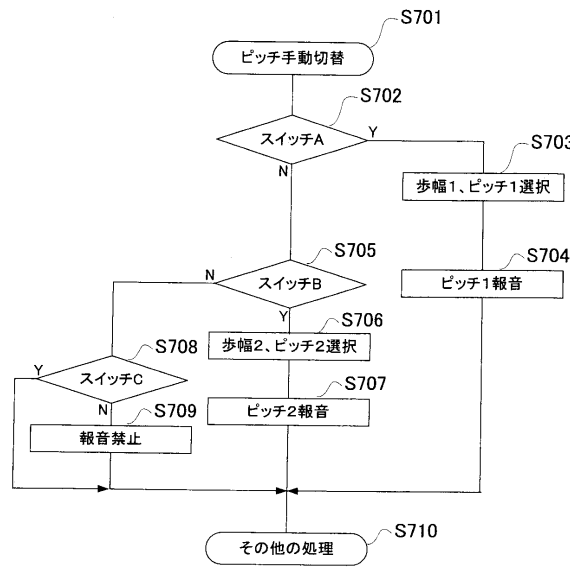 S701
ピッチ手動切替
S702
スイッチA
Y
N
S703
歩幅1、ピッチ1選択
S704
ピッチ1報音
S705
スイッチB
N
Y
S706
歩幅2、ピッチ2選択
S707
ピッチ2報音
S708
スイッチC
Y
N
S709
報音禁止
S710
その他の処理